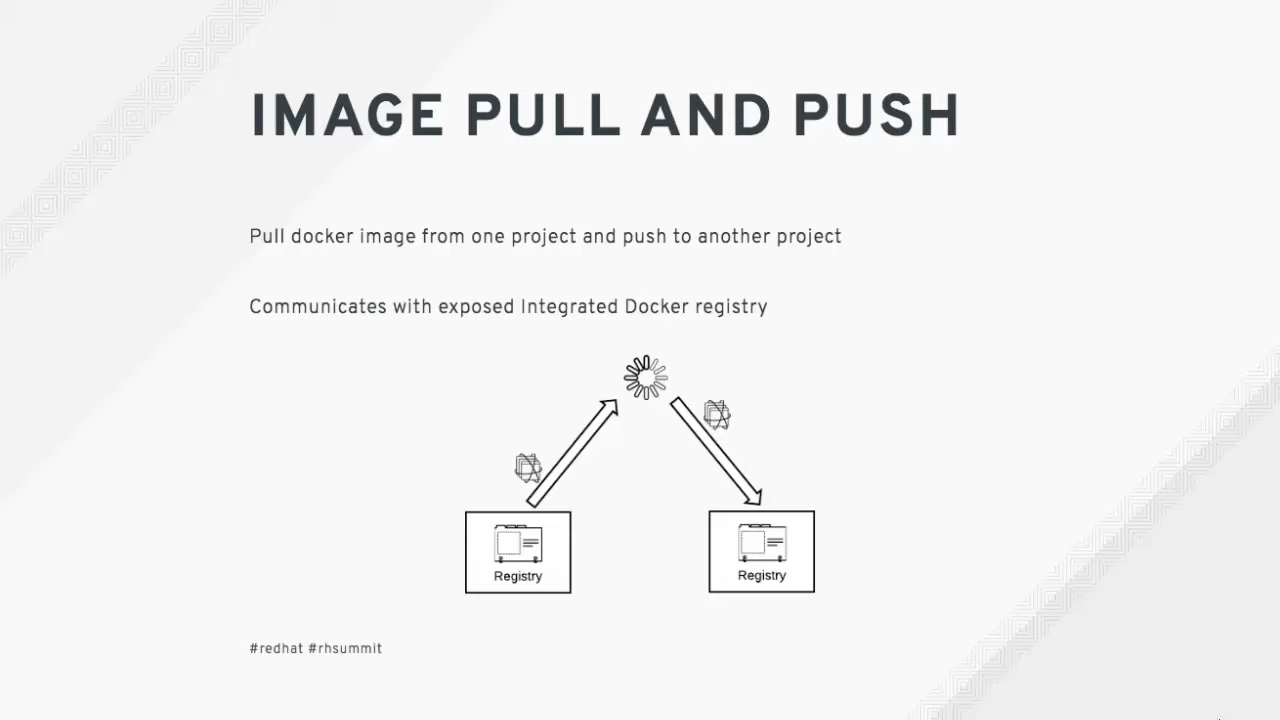 IMAGE PULL AND PUSH
Pull docker image from one project and push to another project
Communicates with exposed Integrated Docker registry
Registry
Registry
#redhat #rhsummit